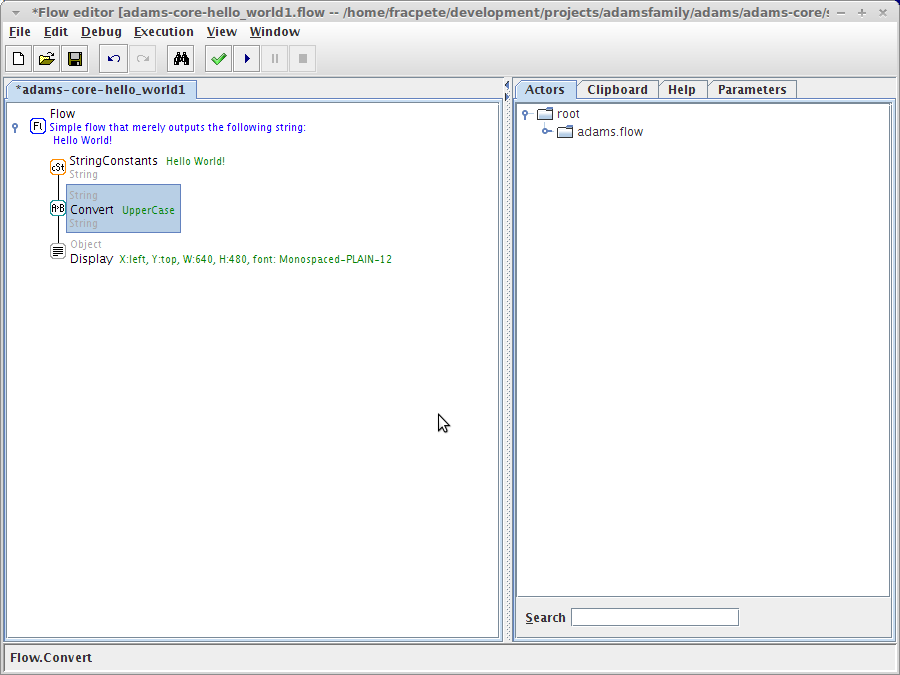 *Flow editor [adams-core-hello_world1.flow -- /home/fracpete/development/projects/adamsfamily/adams/adams-core/
File Edit Debug Execution View Window
*adams-core-hello_world1
Actors Clipboard Help Parameters
Flow
Fl Simple flow that merely outputs the following string:
Hello World!
cSt StringConstants Hello World!
String
String
A›B Convert UpperCase
String
Object
Display X:left, Y:top, W:640, H:480, font: Monospaced-PLAIN-12
root
adams.flow
Search
Flow.Convert